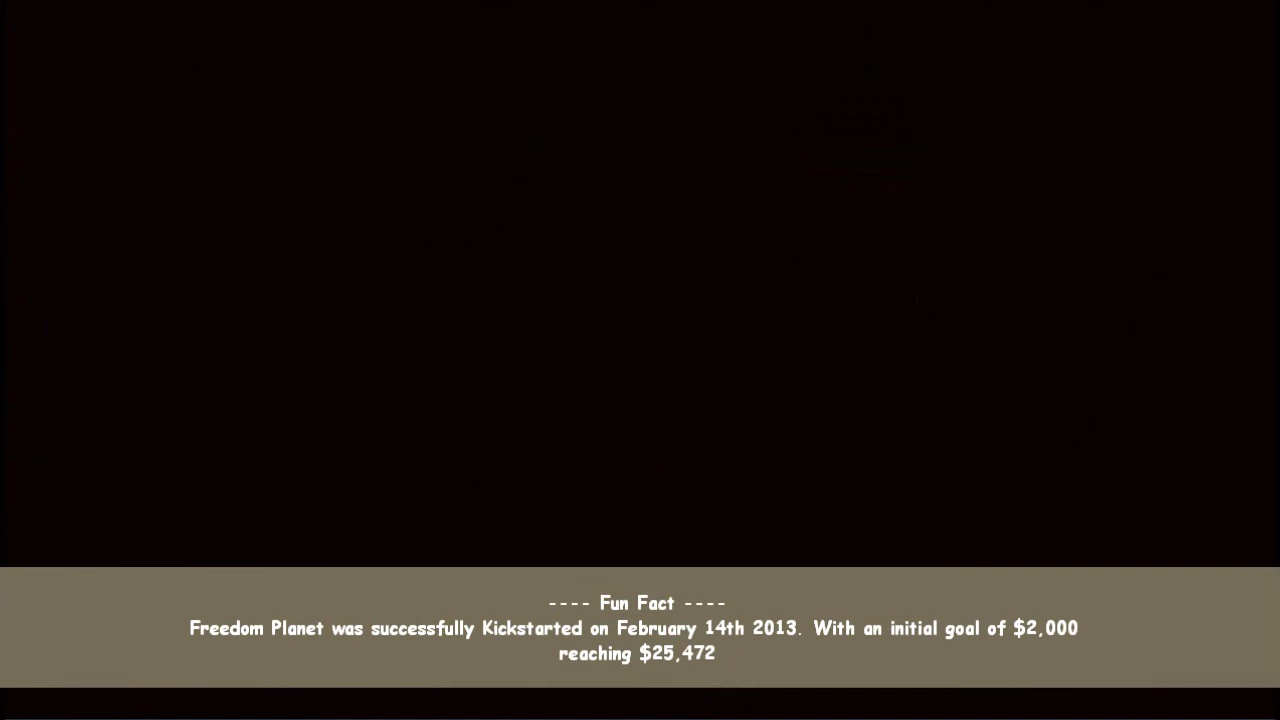 ---- Fun Fact ----
Freedom Planet was successfully Kickstarted on February 14th 2013. With an initial goal of $2,000
reaching $25,472